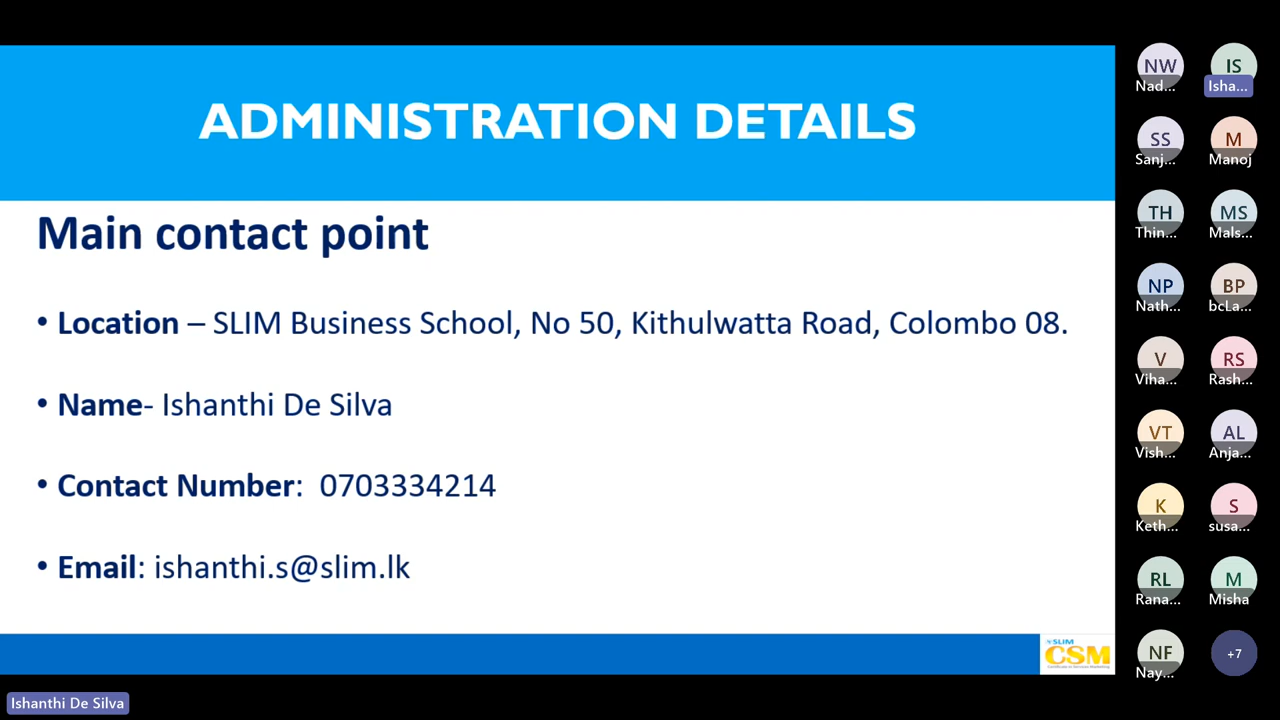 ADMINISTRATION DETAILS
Main contact point
• Location – SLIM Business School, No 50, Kithulwatta Road, Colombo 08.
• Name- Ishanthi De Silva
• Contact Number: 0703334214
• Email: ishanthi.s@slim.lk
SLIM
CSM
Ishanthi De Silva
NW IS
Nad... Isha...
SS M
Sanj... Manoj
TH MS
Thin... Mals...
NP BP
Nath... bcLa...
V RS
Viha... Rash...
VT AL
Vish... Anja...
K S
Keth... susa...
RL M
Rana... Misha
NF +7
Nay...